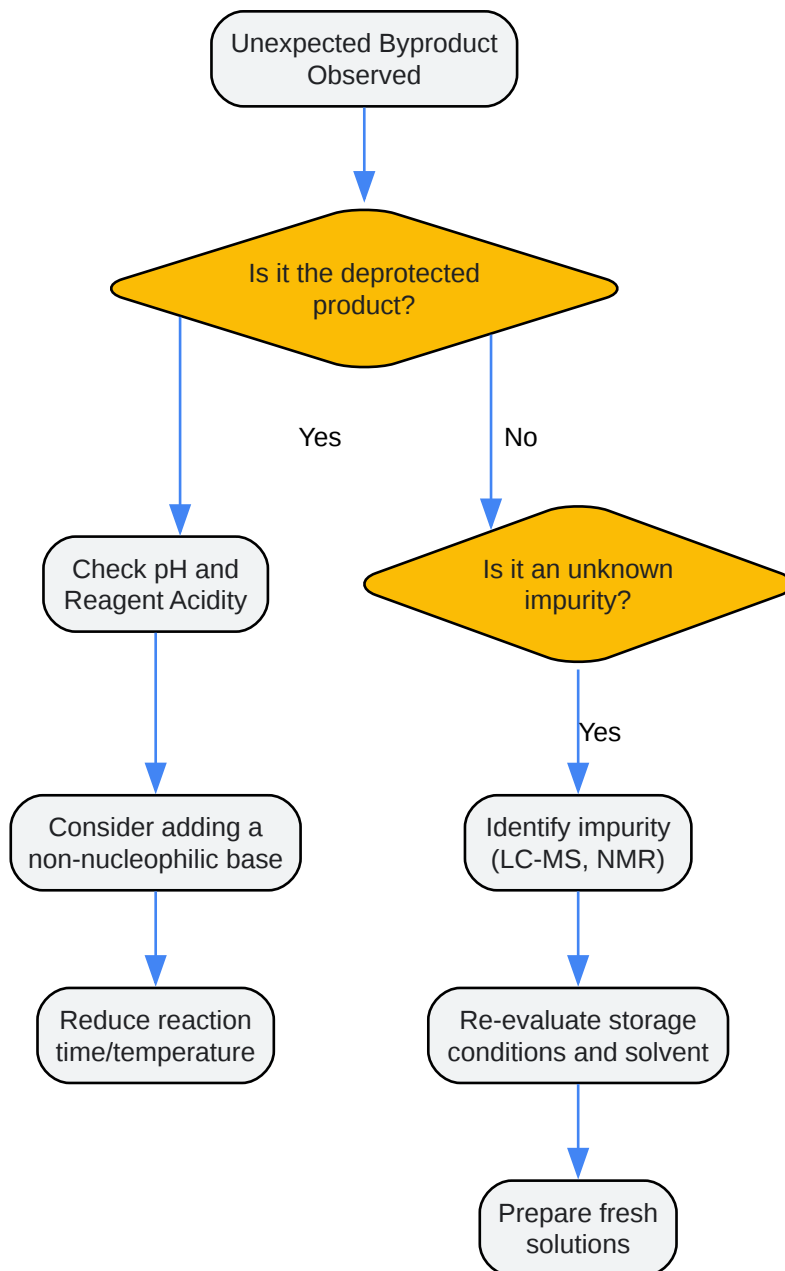 Unexpected Byproduct
Observed
Is it the deprotected
product?
Yes
No
Check pH and
Reagent Acidity
Is it an unknown
impurity?
Yes
Consider adding a
non-nucleophilic base
Identify impurity
(LC-MS, NMR)
Reduce reaction
time/temperature
Re-evaluate storage
conditions and solvent
Prepare fresh
solutions